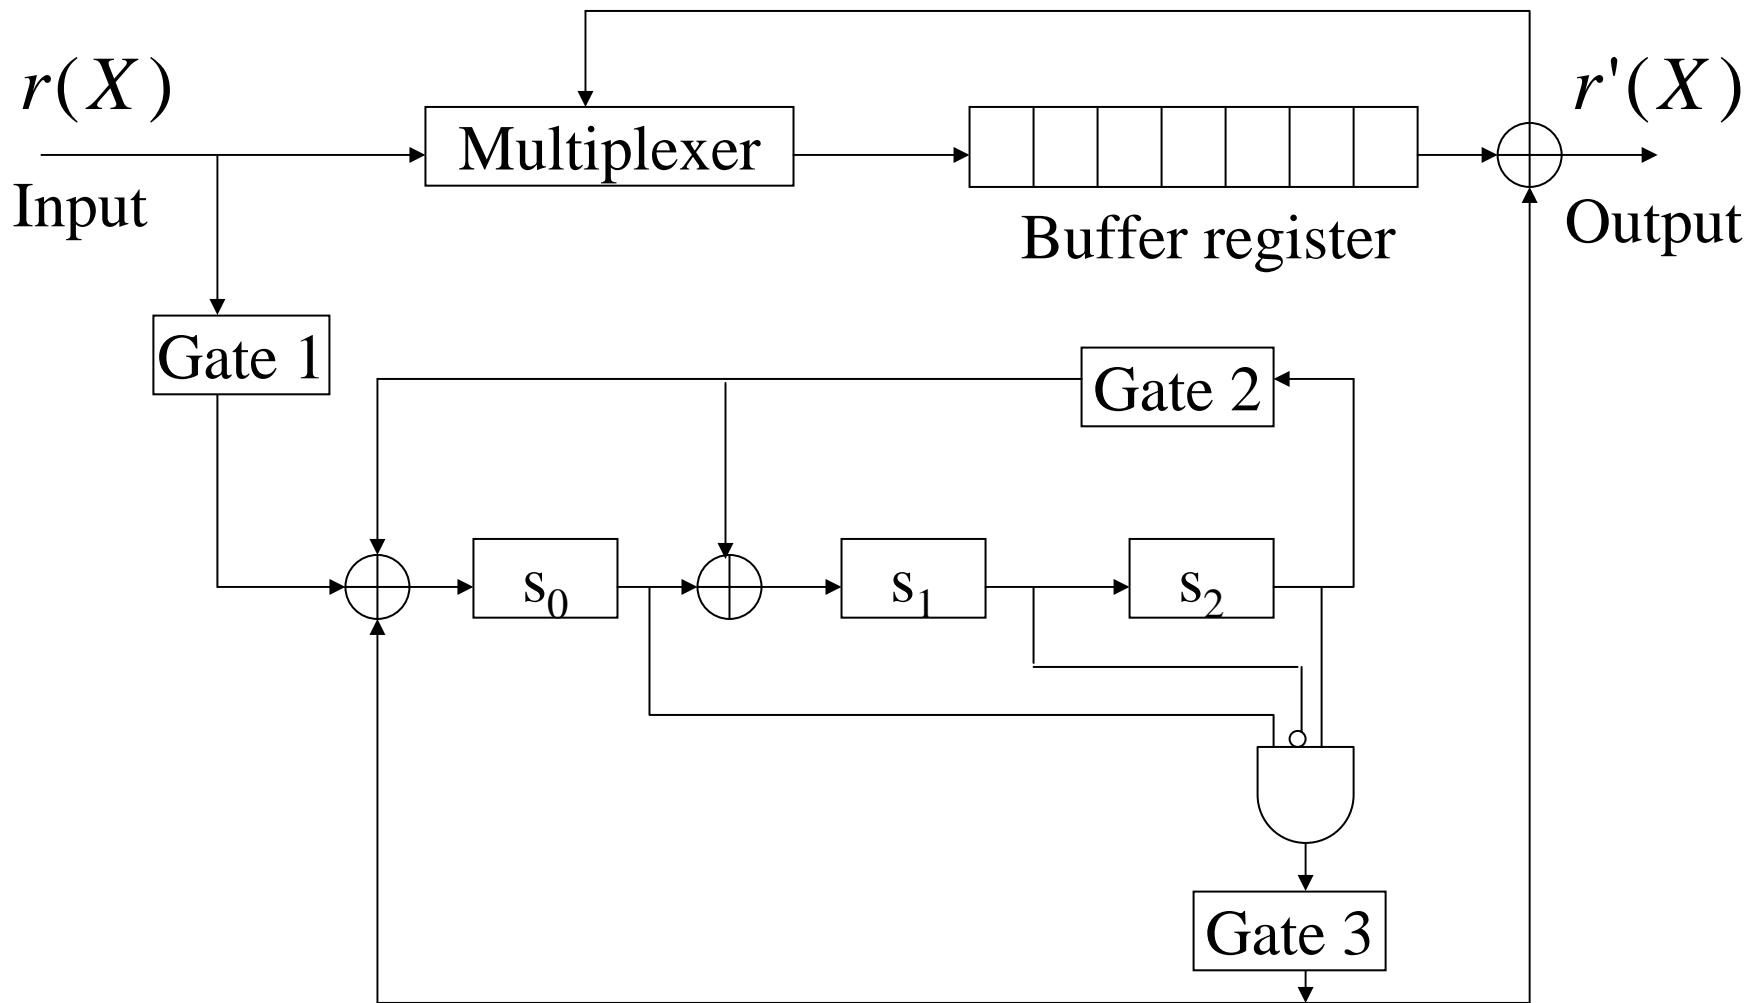 r(X)
r'(X)
Multiplexer
Input
Output
Buffer register
Gate 1
Gate 2
s₀
s₁
s₂
Gate 3